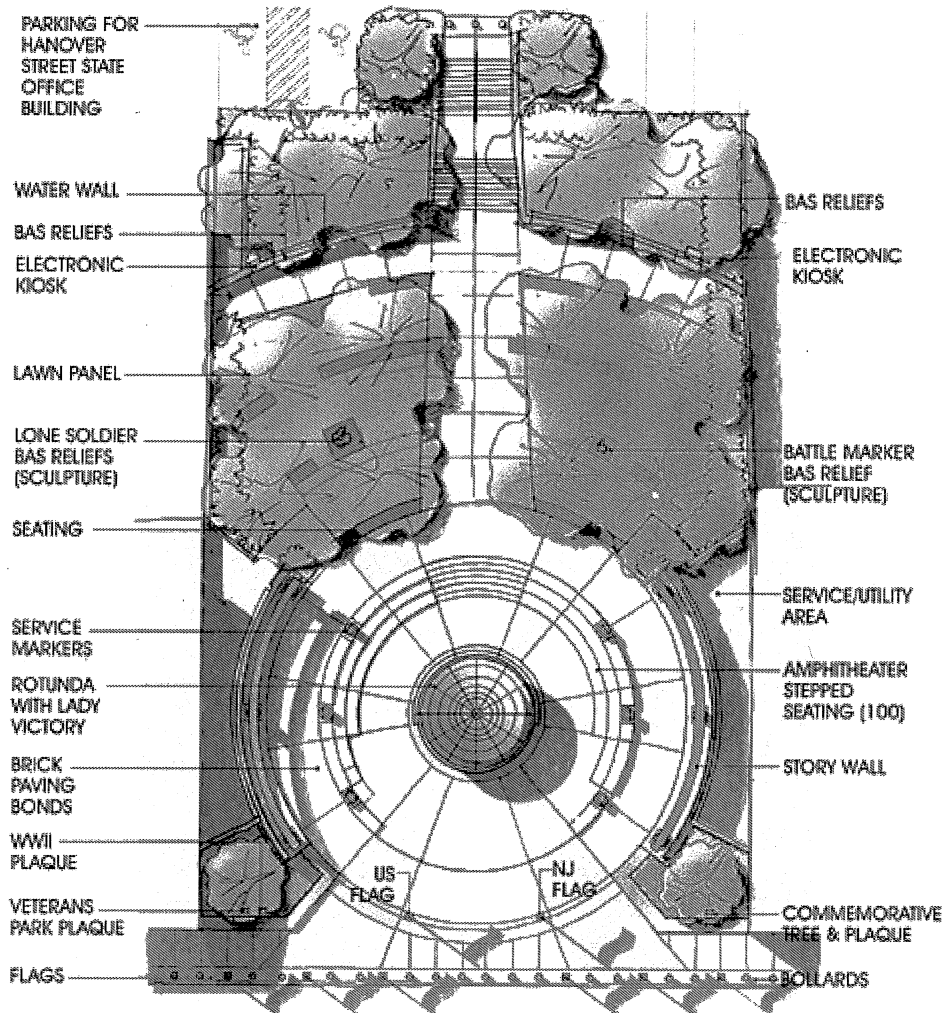 PARKING FOR
HANOVER
STREET STATE
OFFICE
BUILDING
WATER WALL
BAS RELIEFS
ELECTRONIC
KIOSK
LAWN PANEL
LONE SOLDIER
BAS RELIEFS
(SCULPTURE)
SEATING
SERVICE
MARKERS
ROTUNDA
WITH LADY
VICTORY
BRICK
PAVING
BONDS
WWII
PLAQUE
VETERANS
PARK PLAQUE
FLAGS
US
FLAG
NJ
FLAG
BAS RELIEFS
ELECTRONIC
KIOSK
BATTLE MARKER
BAS RELIEF
(SCULPTURE)
SERVICE/UTILITY
AREA
AMPHITHEATER
STEPPED
SEATING (100)
STORY WALL
COMMEMORATIVE
TREE & PLAQUE
BOLLARDS